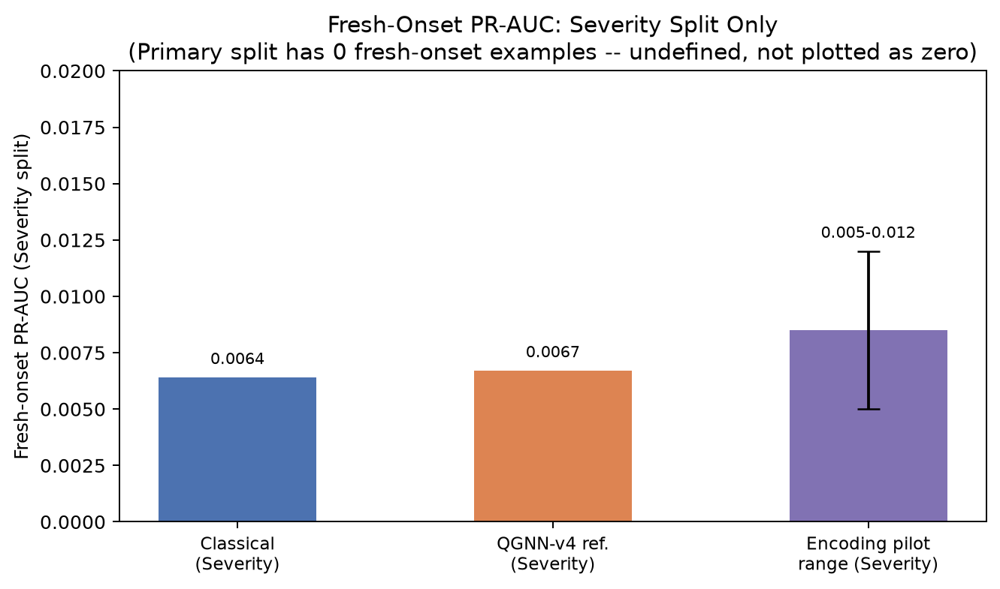 Fresh-Onset PR-AUC: Severity Split Only
(Primary split has 0 fresh-onset examples -- undefined, not plotted as zero)
Fresh-onset PR-AUC (Severity split)
0.0200
0.0175
0.0150
0.0125
0.0100
0.0075
0.0050
0.0025
0.0000
0.0064
0.0067
0.005-0.012
Classical
(Severity)
QGNN-v4 ref.
(Severity)
Encoding pilot
range (Severity)